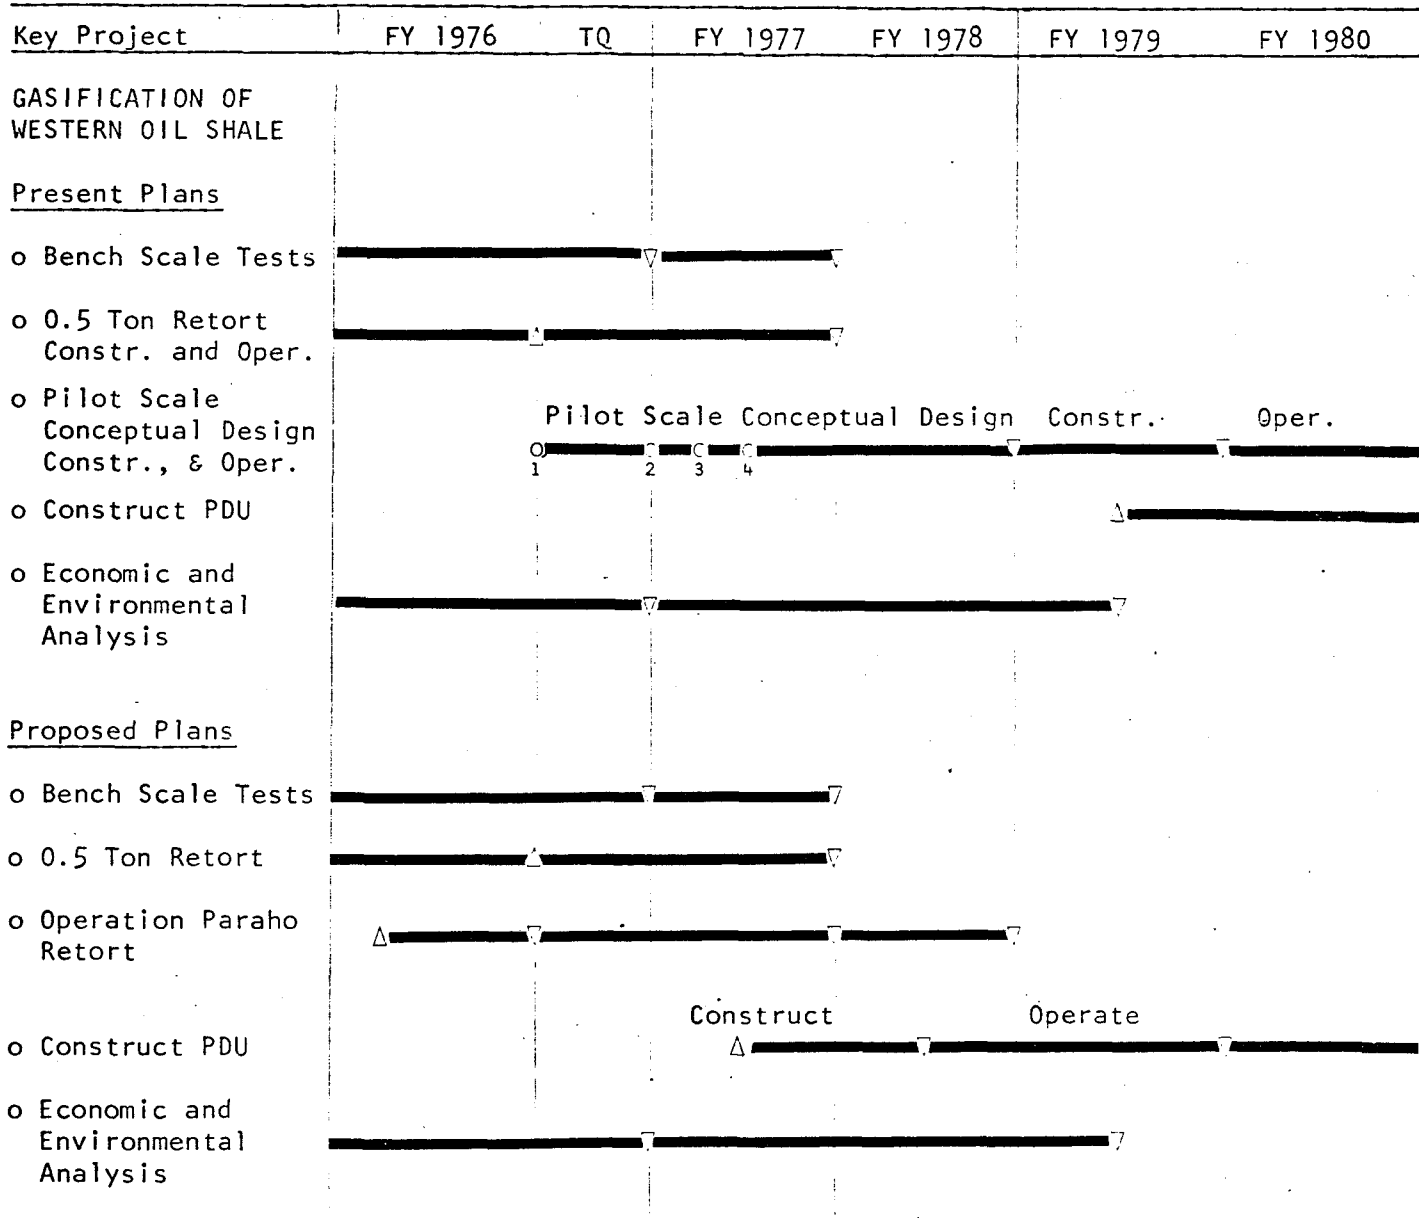 Key Project FY 1976 TQ FY 1977 FY 1978 FY 1979 FY 1980
GASIFICATION OF
WESTERN OIL SHALE
Present Plans
o Bench Scale Tests
o 0.5 Ton Retort
Constr. and Oper.
o Pilot Scale
Conceptual Design
Constr., & Oper.
Pilot Scale Conceptual Design Constr. Oper.
1 2 3 4
o Construct PDU
o Economic and
Environmental
Analysis
Proposed Plans
o Bench Scale Tests
o 0.5 Ton Retort
o Operation Paraho
Retort
Construct Operate
o Construct PDU
o Economic and
Environmental
Analysis